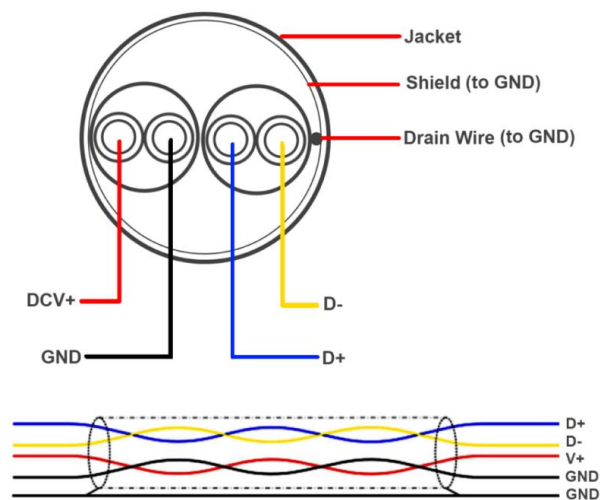 Jacket
Shield (to GND)
Drain Wire (to GND)
DCV+
D-
GND
D+
D+
D-
V+
GND
GND